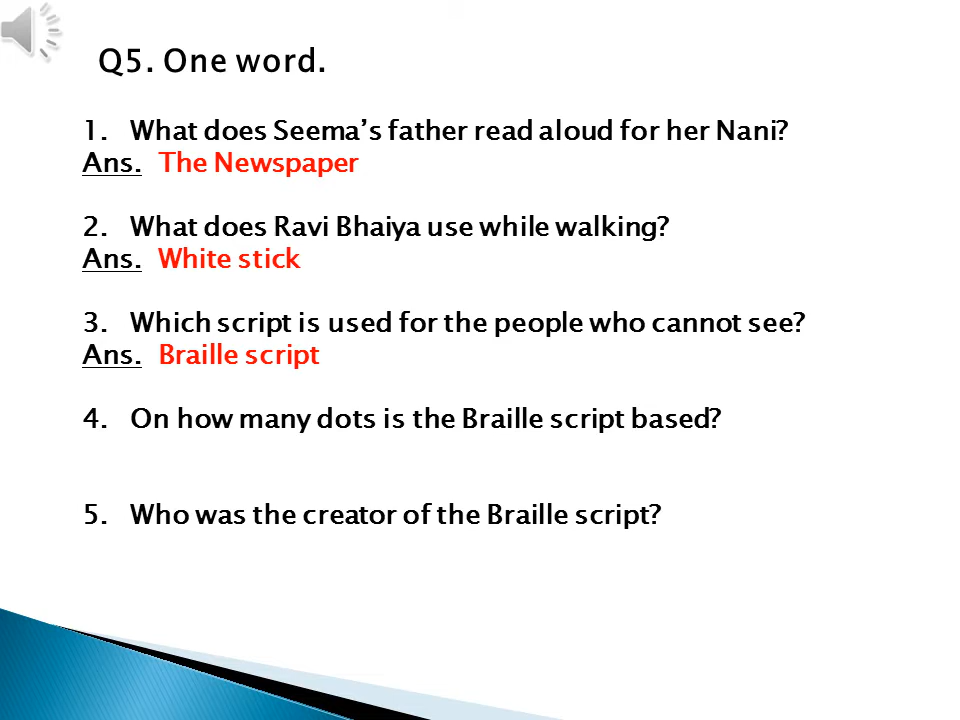 Q5. One word.
1. What does Seema’s father read aloud for her Nani?
Ans. The Newspaper
2. What does Ravi Bhaiya use while walking?
Ans. White stick
3. Which script is used for the people who cannot see?
Ans. Braille script
4. On how many dots is the Braille script based?
5. Who was the creator of the Braille script?